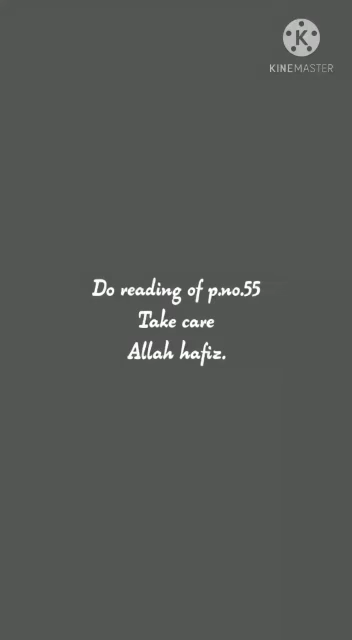 K
KINEMASTER
Do reading of p.no.55
Take care
Allah hafiz.